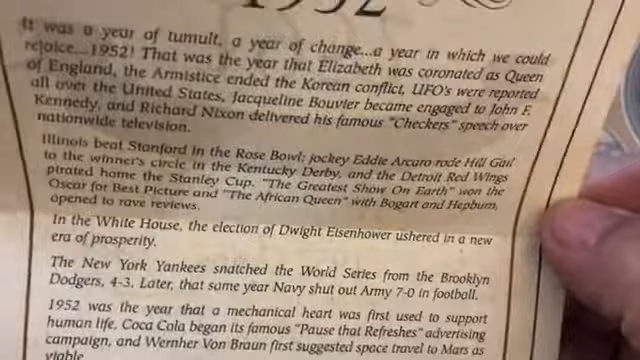 1952
It was a year of tumult, a year of change...a year in which we could
rejoice...1952! That was the year that Elizabeth was coronated as Queen
of England, the Armistice ended the Korean conflict, UFO's were reported
all over the United States, Jacqueline Bouvier became engaged to John F.
Kennedy, and Richard Nixon delivered his famous "Checkers" speech over
nationwide television.
Illinois beat Stanford in the Rose Bowl; jockey Eddie Arcaro rode Hill Gail
to the winner's circle in the Kentucky Derby, and the Detroit Red Wings
pirated home the Stanley Cup. "The Greatest Show On Earth" won the
Oscar for Best Picture and "The African Queen" with Bogart and Hepburn,
opened to rave reviews.
In the White House, the election of Dwight Eisenhower ushered in a new
era of prosperity.
The New York Yankees snatched the World Series from the Brooklyn
Dodgers, 4-3. Later, that same year Navy shut out Army 7-0 in football.
1952 was the year that a mechanical heart was first used to support
human life, Coca Cola began its famous "Pause that Refreshes" advertising
campaign, and Wernher Von Braun first suggested space travel to Mars as
viable.